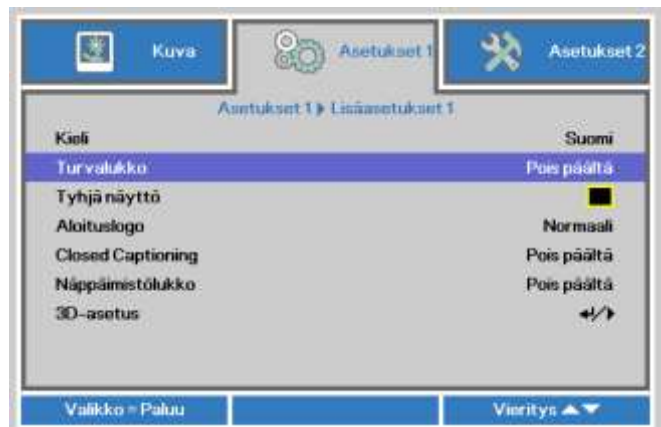 Kuva
Asetukset 1
Asetukset 2
Asetukset 1 Lisäasetukset 1
Kieli Suomi
Turvalukko Pois päältä
Tyhjä näyttö
Aloituslogo Normaali
Closed Captioning Pois päältä
Näppäimistölukko Pois päältä
3D-asetus ↵/▶
Valikko = Paluu
Vieritys ▲▼